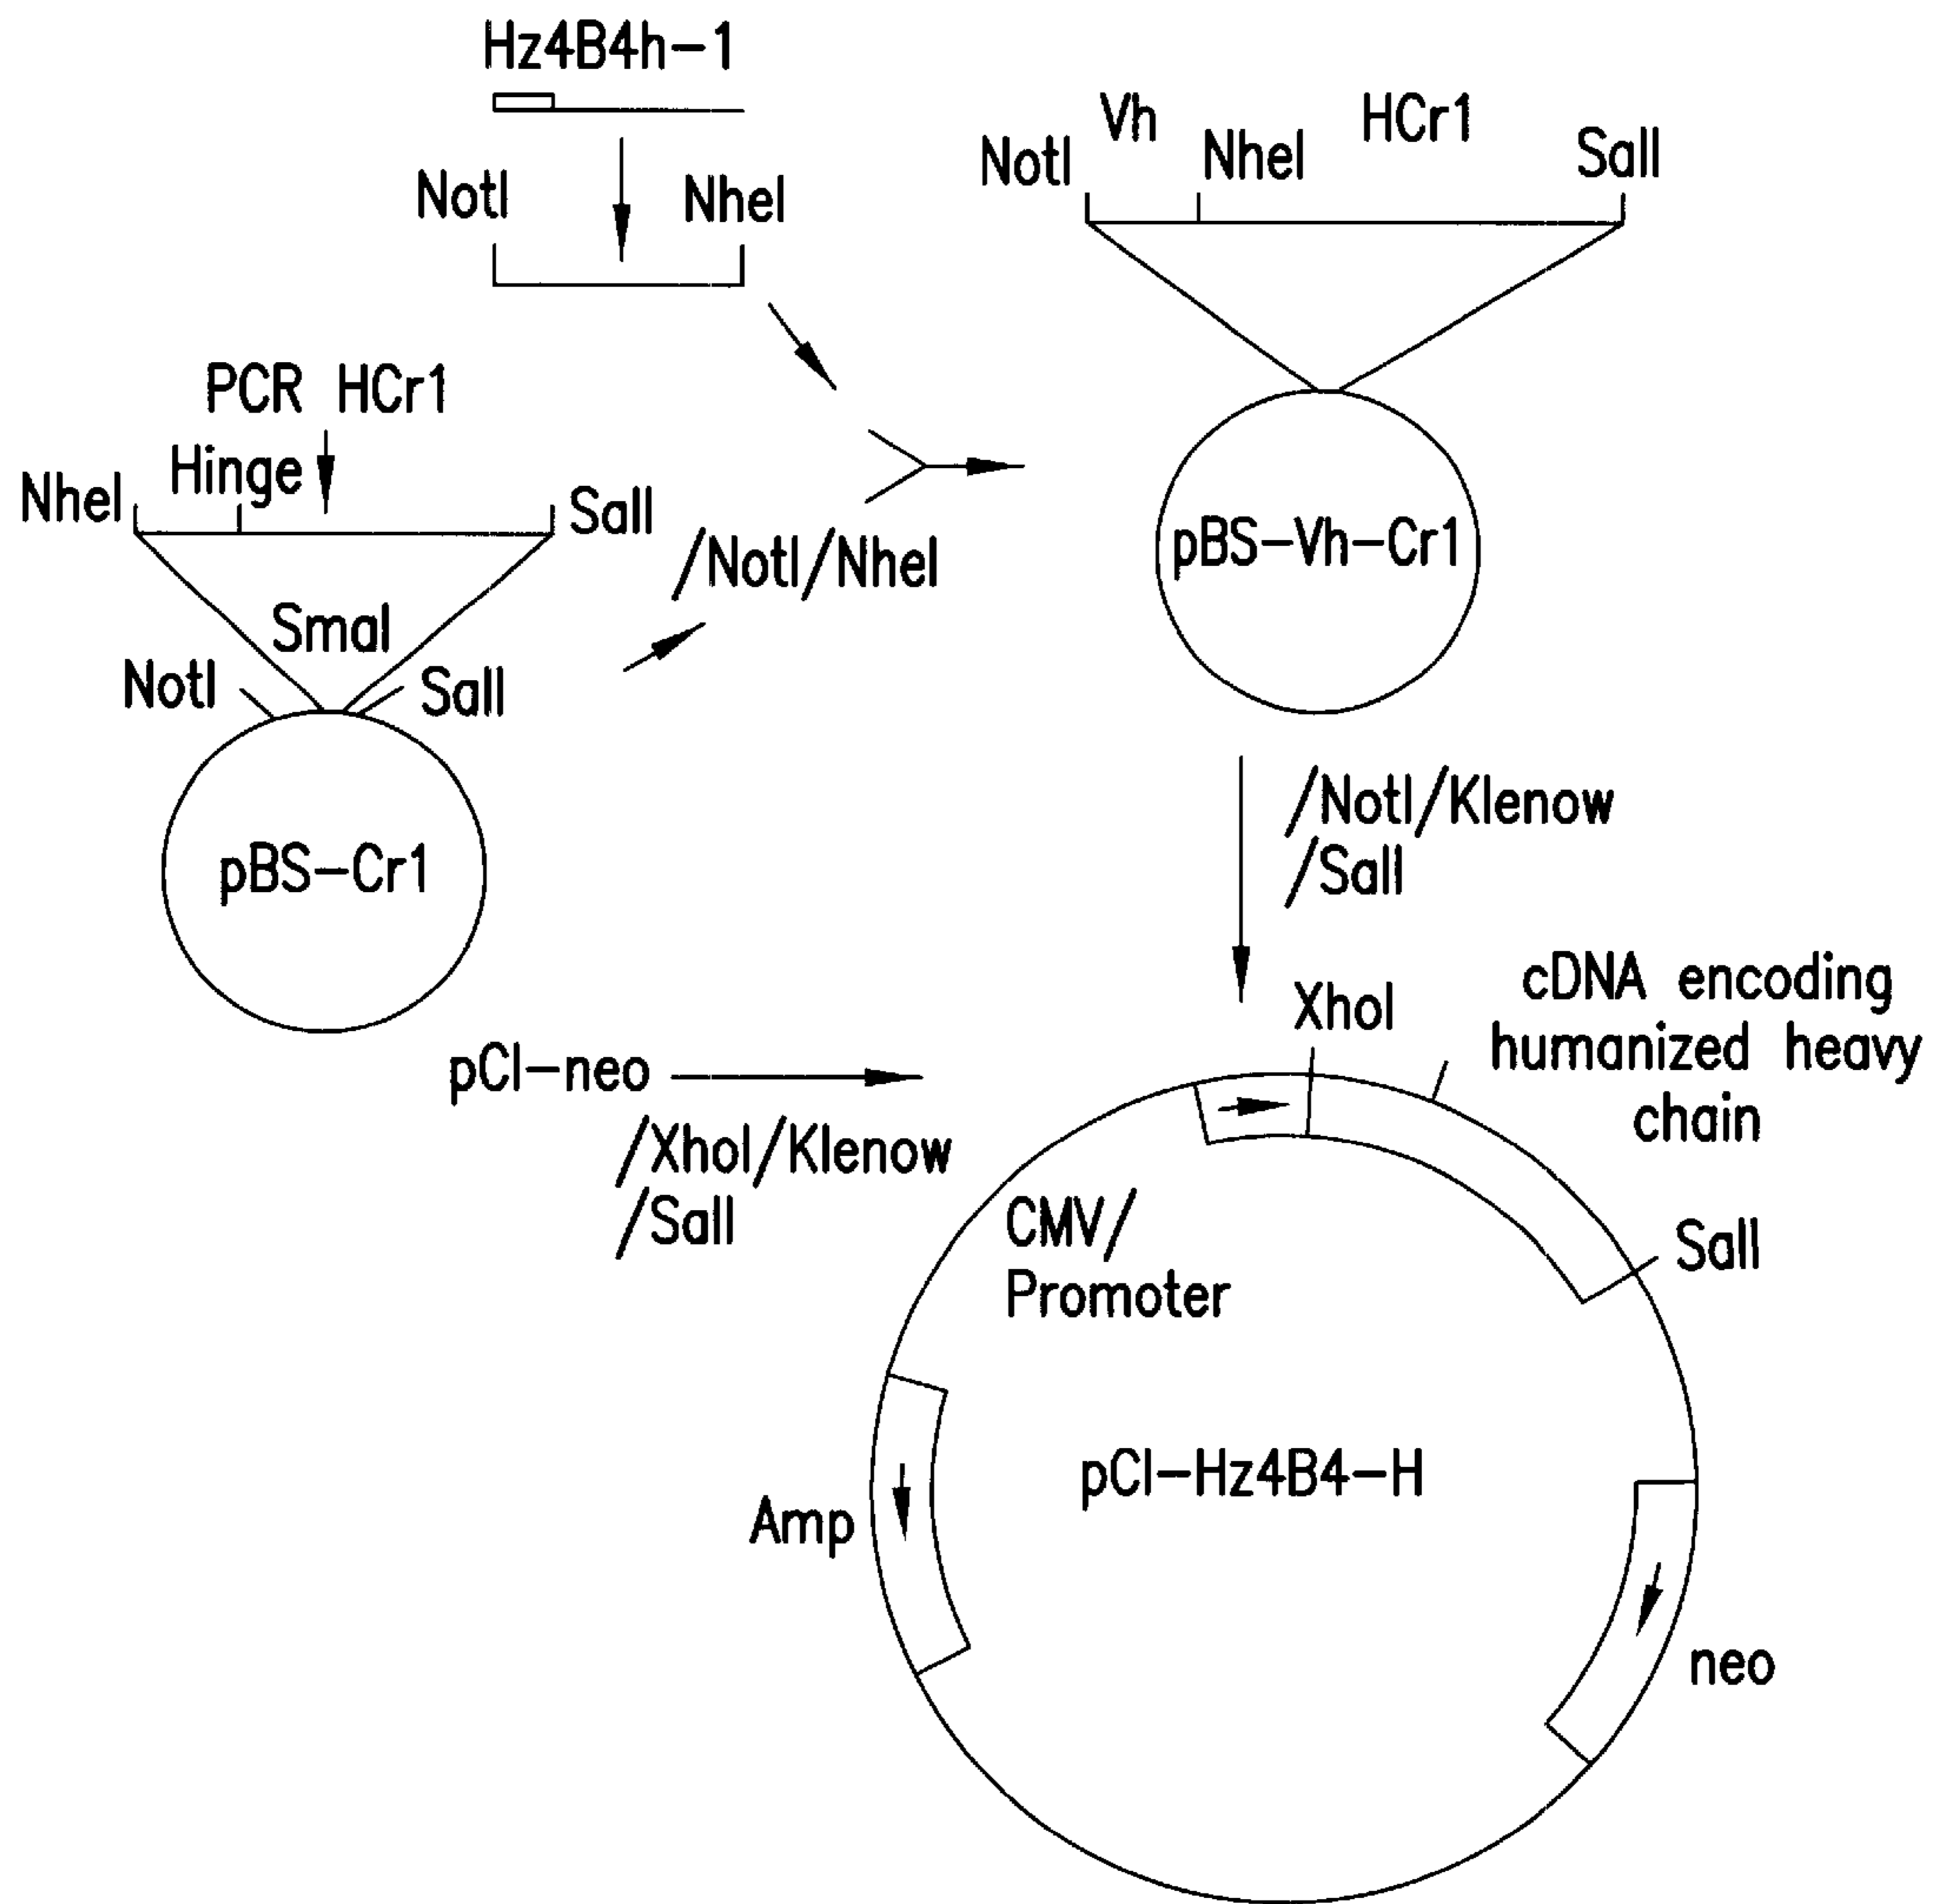 Hz4B4h-1
NotI
NheI
NotI
Vh
NheI
HCr1
SalI
PCR HCr1
Hinge
NheI
SalI
/NotI/NheI
SmaI
NotI
SalI
pBS-Cr1
pBS-Vh-Cr1
/NotI/Klenow
/SalI
pCI-neo
/XhoI/Klenow
/SalI
XhoI
cDNA encoding
humanized heavy
chain
CMV/
Promoter
SalI
Amp
pCI-Hz4B4-H
neo